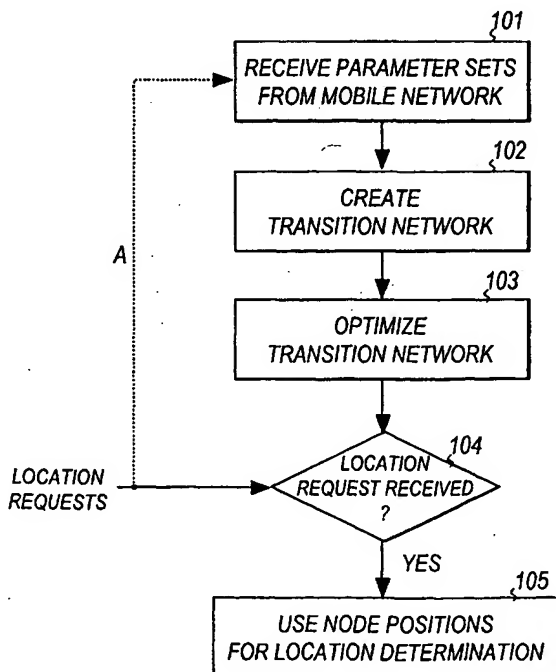 101
RECEIVE PARAMETER SETS
FROM MOBILE NETWORK
102
CREATE
TRANSITION NETWORK
A
103
OPTIMIZE
TRANSITION NETWORK
104
LOCATION
REQUEST RECEIVED
?
LOCATION
REQUESTS
YES
105
USE NODE POSITIONS
FOR LOCATION DETERMINATION